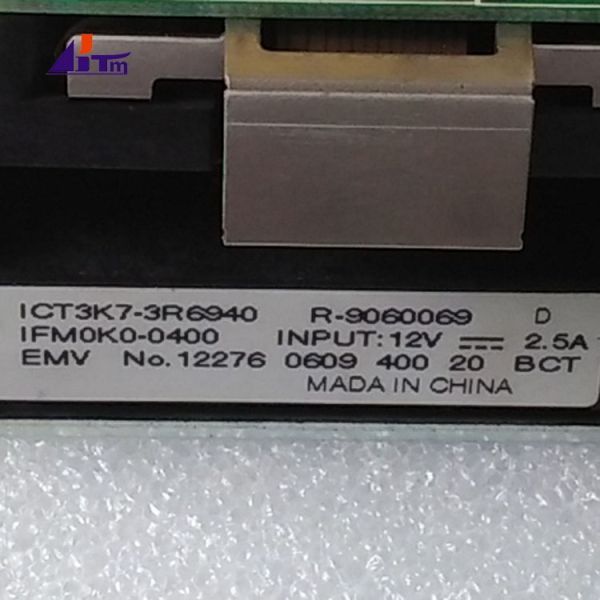 ATM
ICT3K7-3R6940 R-9060069 D
IFM0K0-0400 INPUT: 12V 2.5A
EMV No. 12276 0609 400 20 BCT
MADA IN CHINA